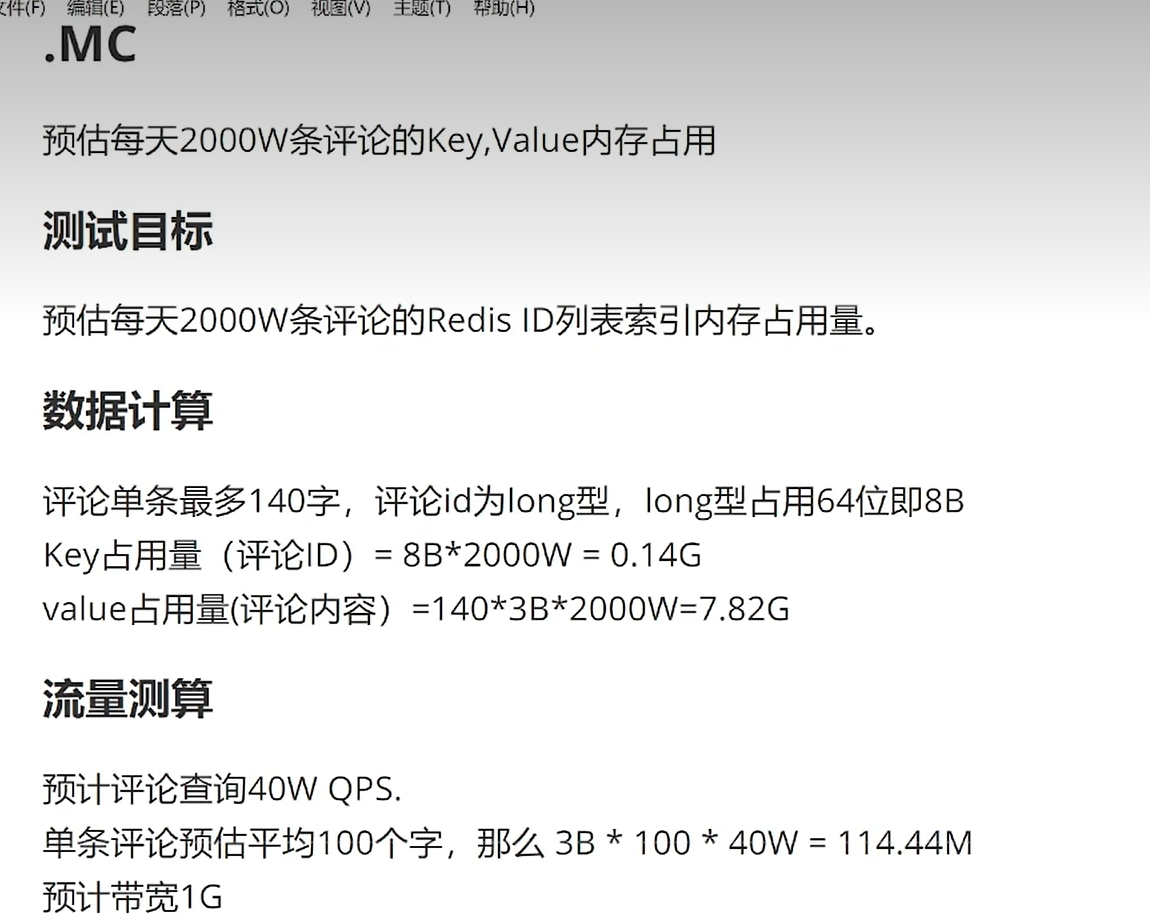 文件(F) 编辑(E) 段落(P) 格式(O) 视图(V) 主题(T) 帮助(H)
.MC
预估每天2000W条评论的Key,Value内存占用
测试目标
预估每天2000W条评论的Redis ID列表索引内存占用量。
数据计算
评论单条最多140字，评论id为long型，long型占用64位即8B
Key占用量（评论ID）= 8B*2000W = 0.14G
value占用量(评论内容）=140*3B*2000W=7.82G
流量测算
预计评论查询40W QPS.
单条评论预估平均100个字，那么 3B * 100 * 40W = 114.44M
预计带宽1G